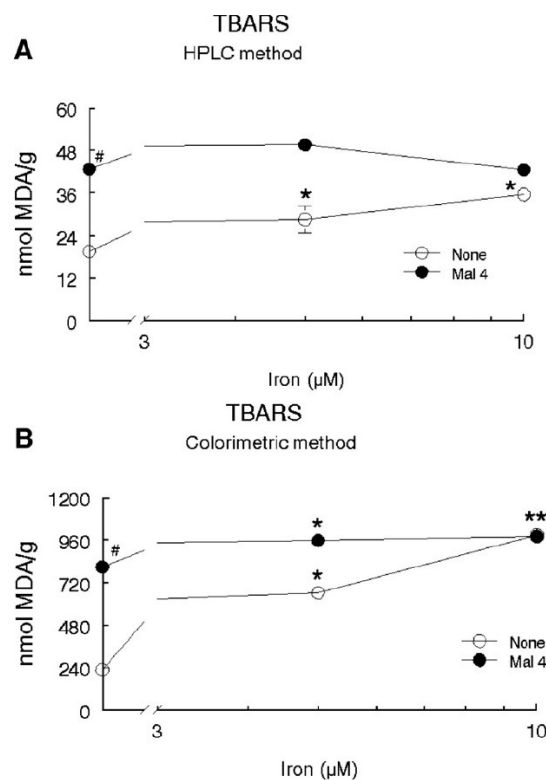 TBARS
A
HPLC method
60
48
36
24
12
0
nmol MDA/g
#
*
*
None
Mal 4
3
10
Iron (µM)
TBARS
B
Colorimetric method
1200
960
720
480
240
0
nmol MDA/g
#
*
*
**
None
Mal 4
3
10
Iron (µM)